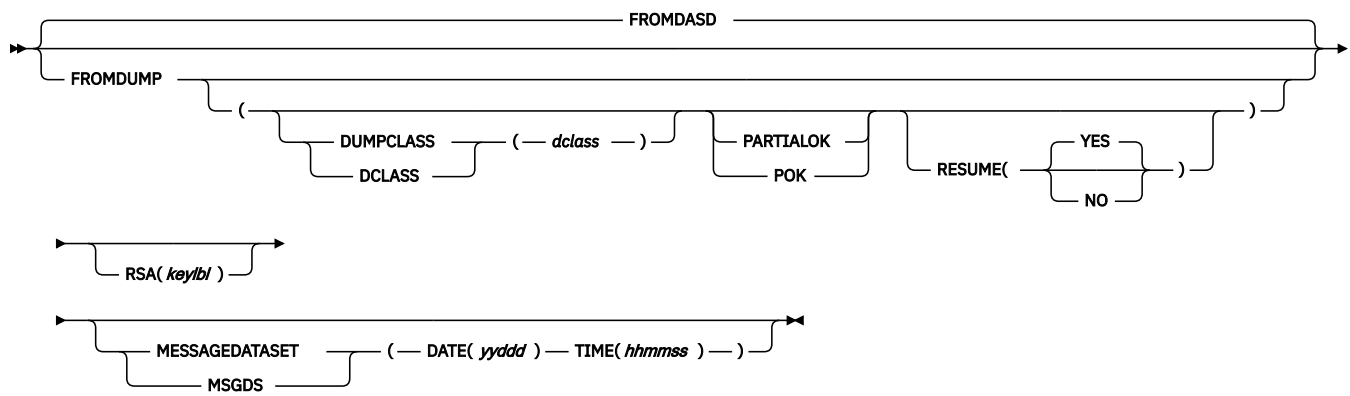 FROMDASD
FROMDUMP
(
DUMPCLASS
DCLASS
( dclass )
PARTIALOK
POK
RESUME(
YES
NO
)
)
RSA( keylbl )
MESSAGEDATASET
MSGDS
( DATE( yyddd ) TIME( hhmmss ) )